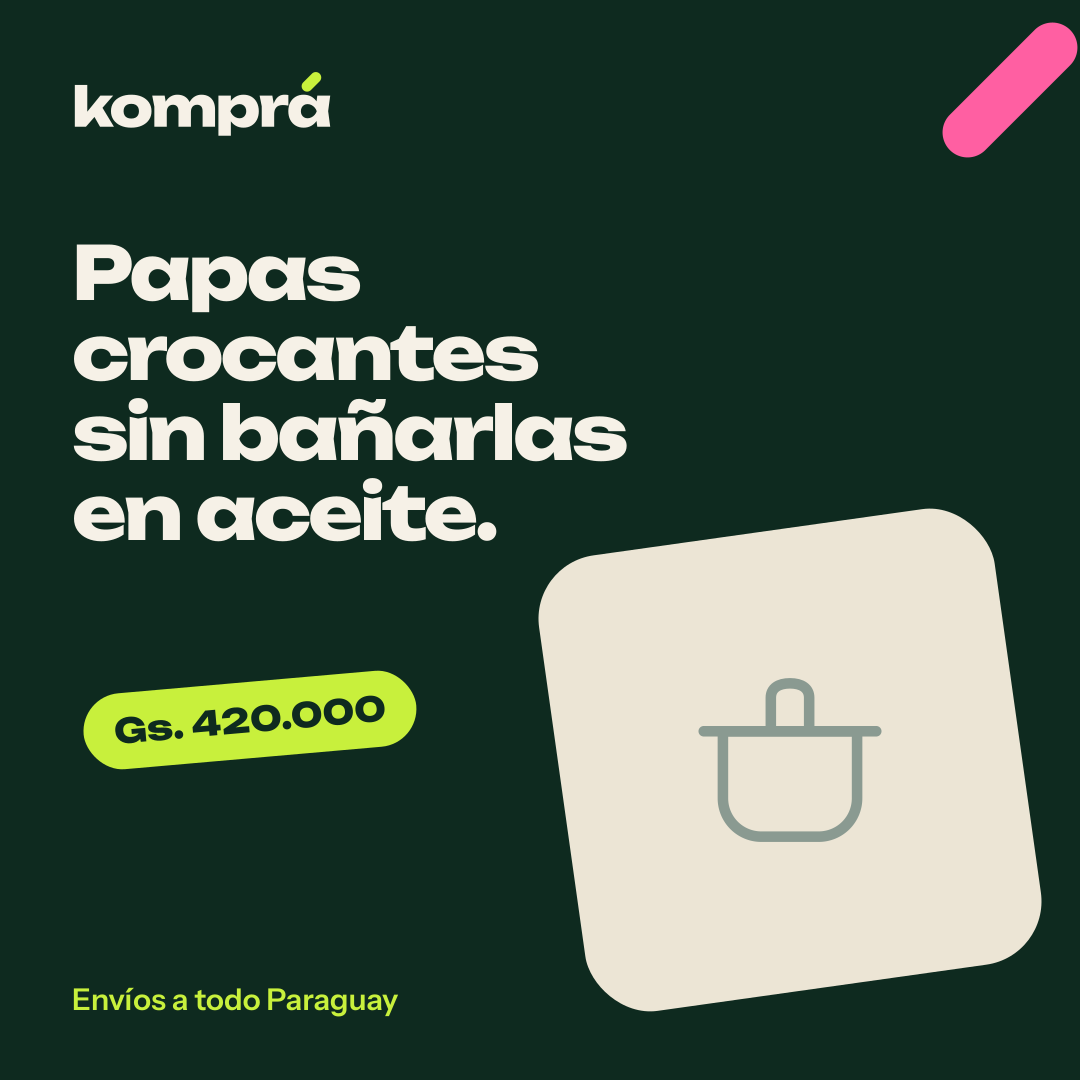 komprá
Papas
crocantes
sin bañarlas
en aceite.
Gs. 420.000
Envíos a todo Paraguay